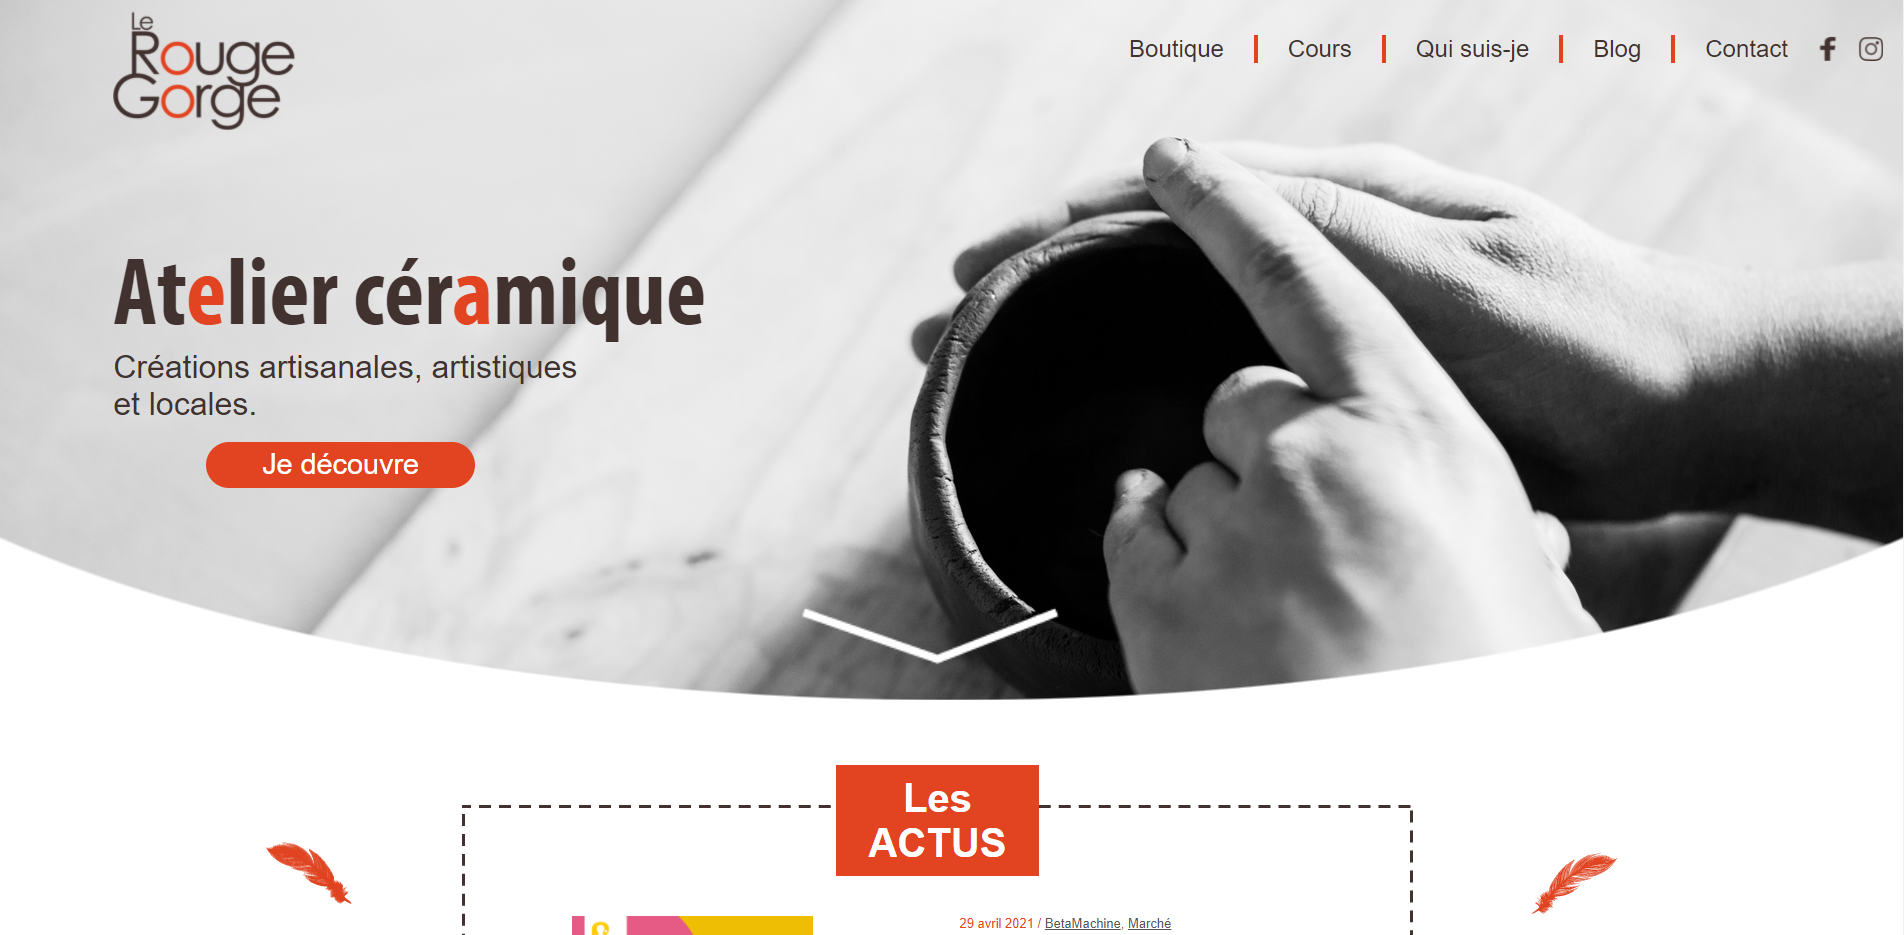 Le
Rouge
Gorge
Boutique
Cours
Qui suis-je
Blog
Contact
Atelier céramique
Créations artisanales, artistiques
et locales.
Je découvre
Les
ACTUS
29 avril 2021 / BetaMachine, Marché